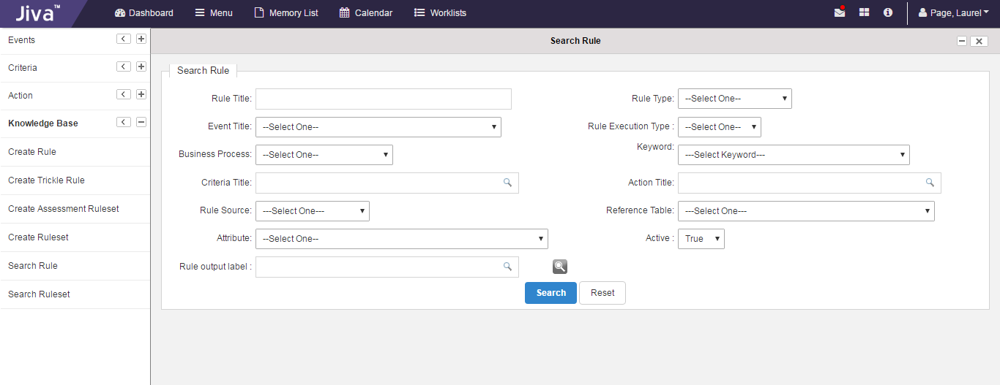 Jiva™ Dashboard Menu Memory List Calendar Worklists Page, Laurel
Events
Criteria
Action
Knowledge Base
Create Rule
Create Trickle Rule
Create Assessment Ruleset
Create Ruleset
Search Rule
Search Ruleset
Search Rule
Search Rule
Rule Title: Rule Type: --Select One--
Event Title: --Select One-- Rule Execution Type : --Select One--
Business Process: --Select One-- Keyword: ---Select Keyword---
Criteria Title: Action Title:
Rule Source: ---Select One--- Reference Table: ---Select One---
Attribute: --Select One-- Active : True
Rule output label :
Search Reset